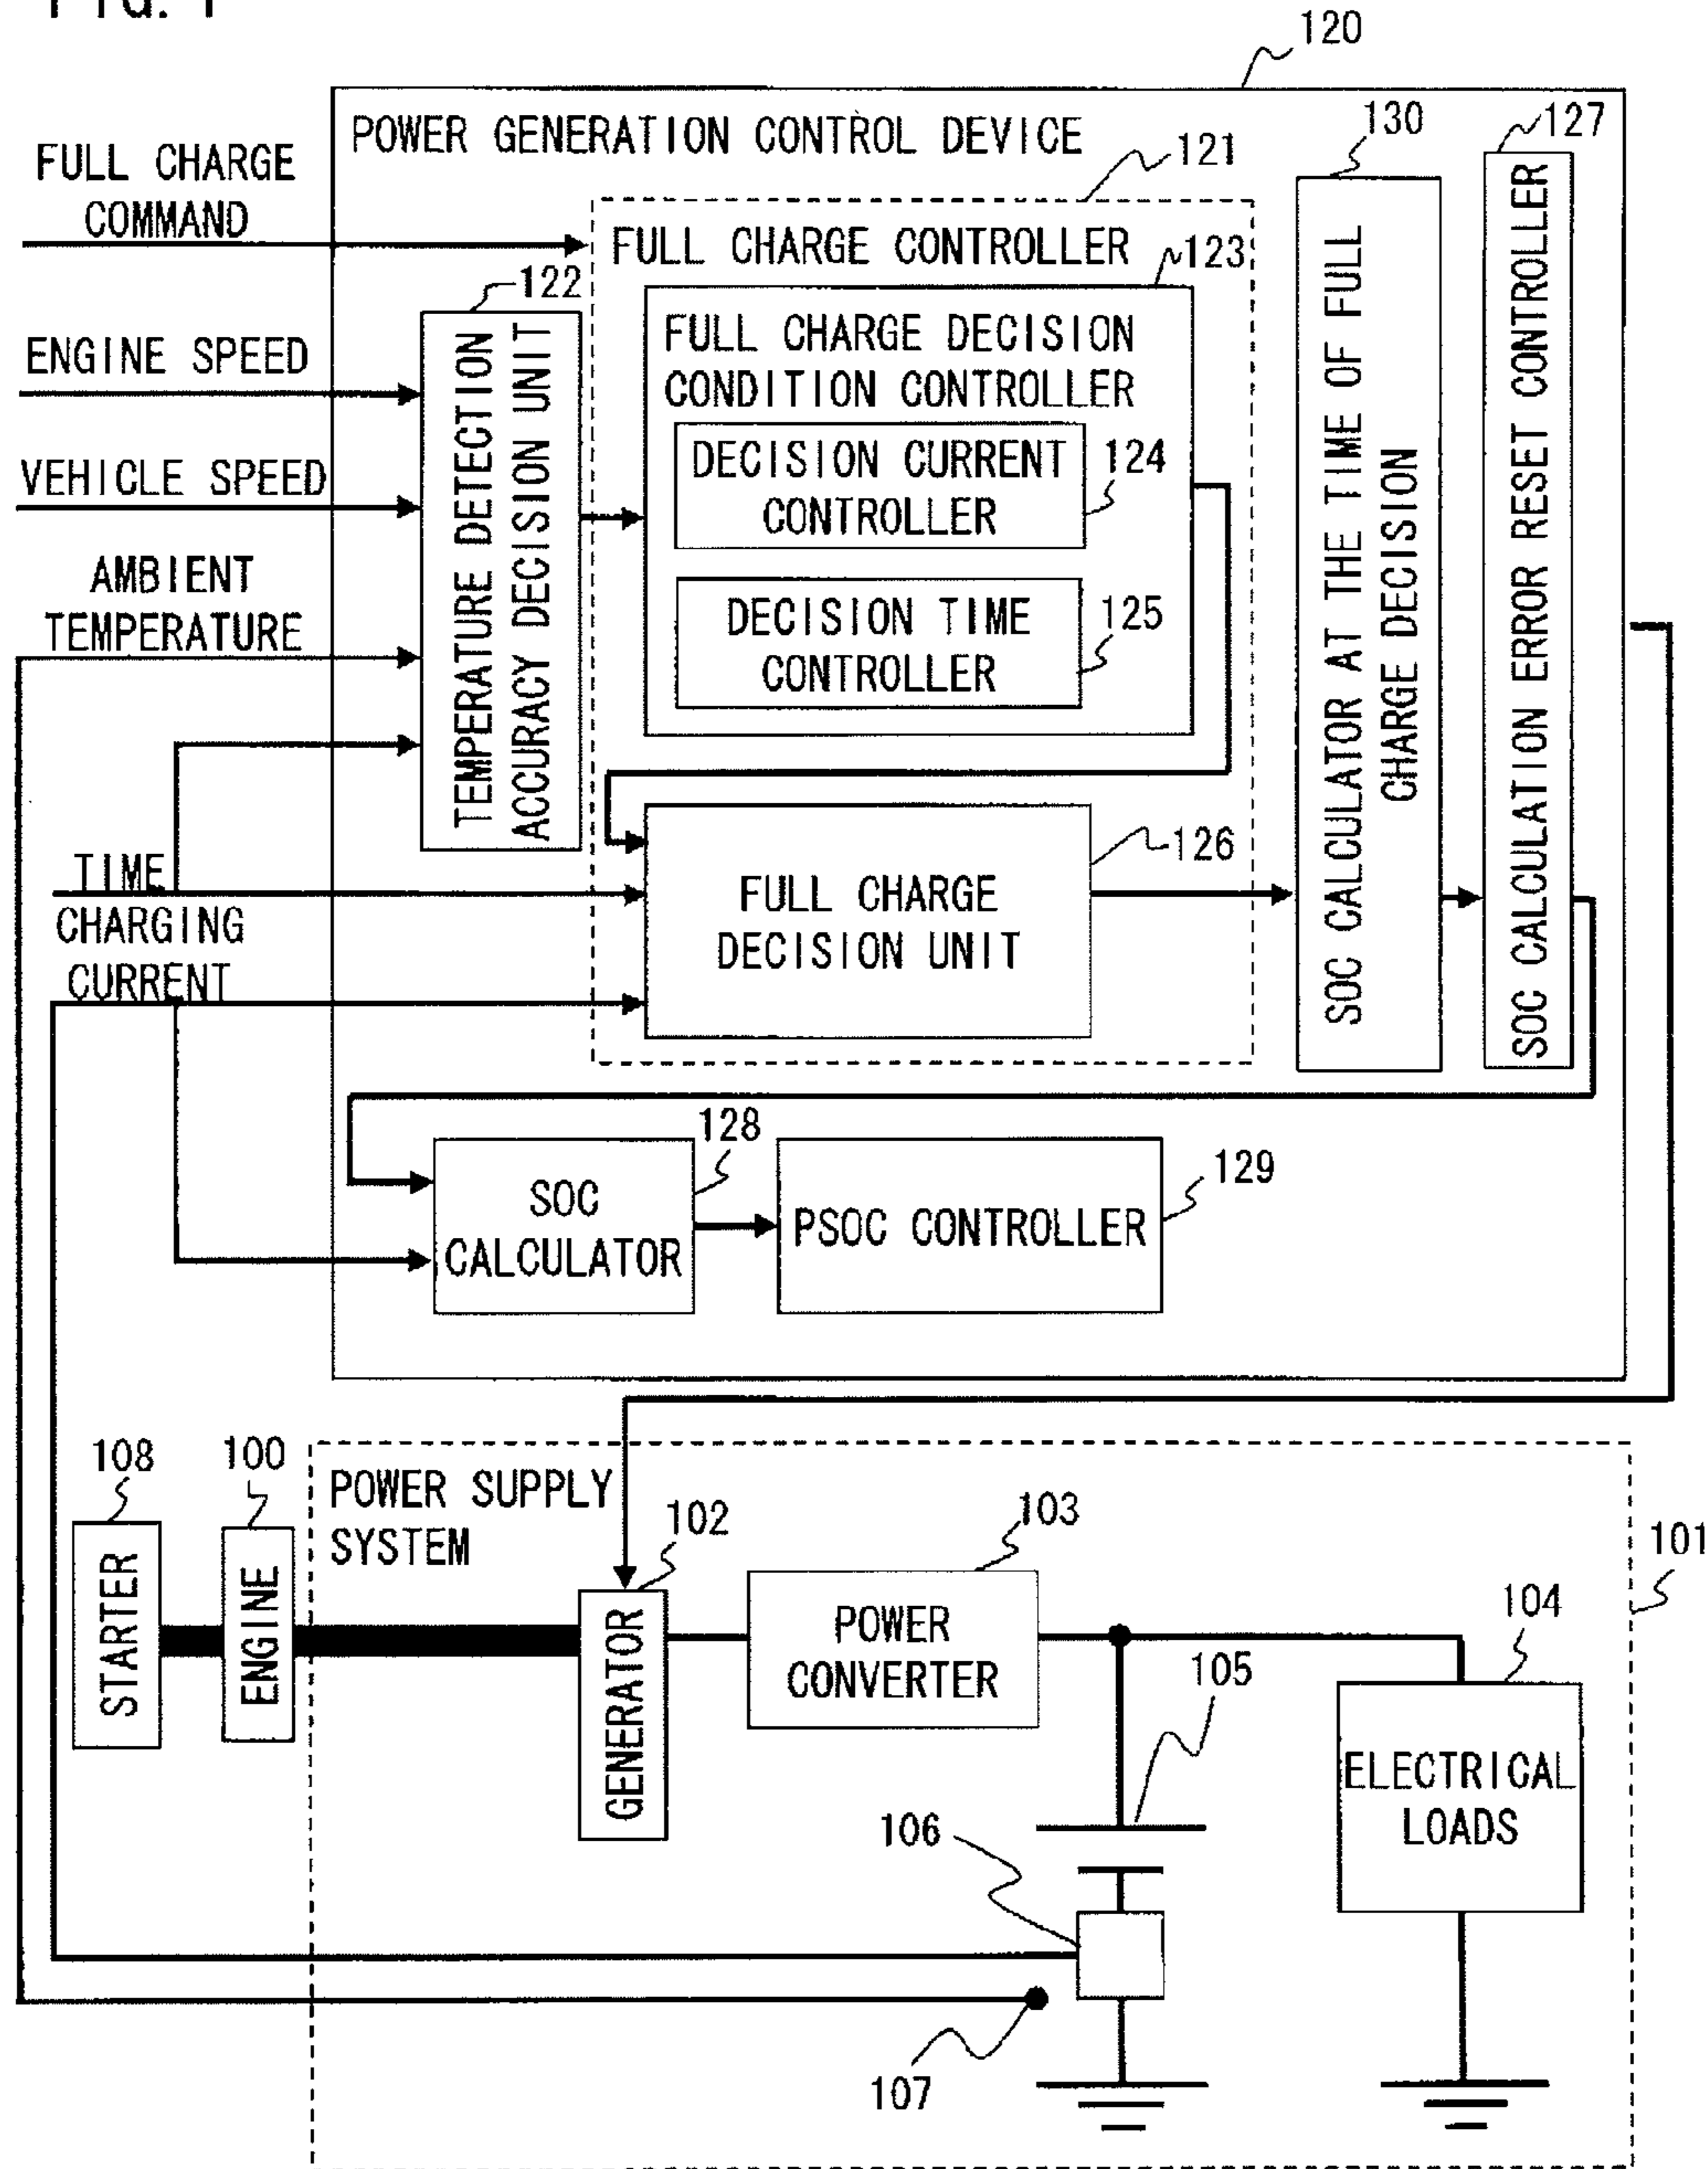 FIG. 1
120
POWER GENERATION CONTROL DEVICE
130
127
121
FULL CHARGE
COMMAND
FULL CHARGE CONTROLLER
123
122
ENGINE SPEED
VEHICLE SPEED
AMBIENT
TEMPERATURE
TIME
CHARGING
CURRENT
TEMPERATURE DETECTION
ACCURACY DECISION UNIT
FULL CHARGE DECISION
CONDITION CONTROLLER
DECISION CURRENT
CONTROLLER
124
DECISION TIME
CONTROLLER
125
FULL CHARGE
DECISION UNIT
126
SOC CALCULATOR AT THE TIME OF FULL
CHARGE DECISION
SOC CALCULATION ERROR RESET CONTROLLER
SOC
CALCULATOR
128
PSOC CONTROLLER
129
108
100
POWER SUPPLY
SYSTEM
102
103
101
STARTER
ENGINE
GENERATOR
POWER
CONVERTER
105
104
ELECTRICAL
LOADS
106
107